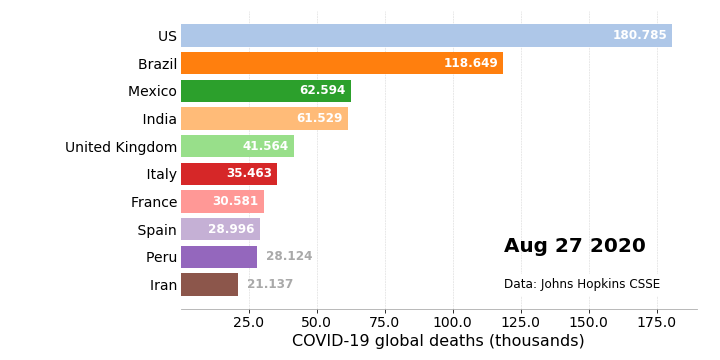 US 180.785
Brazil 118.649
Mexico 62.594
India 61.529
United Kingdom 41.564
Italy 35.463
France 30.581
Spain 28.996
Peru 28.124
Iran 21.137
Aug 27 2020
Data: Johns Hopkins CSSE
25.0 50.0 75.0 100.0 125.0 150.0 175.0
COVID-19 global deaths (thousands)